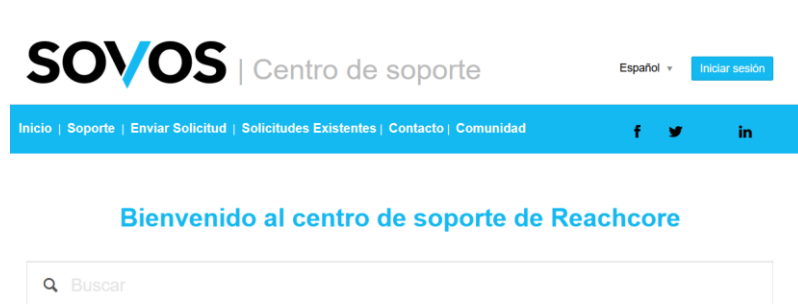 SOVOS | Centro de soporte
Español
Iniciar sesión
Inicio | Soporte | Enviar Solicitud | Solicitudes Existentes | Contacto | Comunidad
f in
Bienvenido al centro de soporte de Reachcore
Buscar